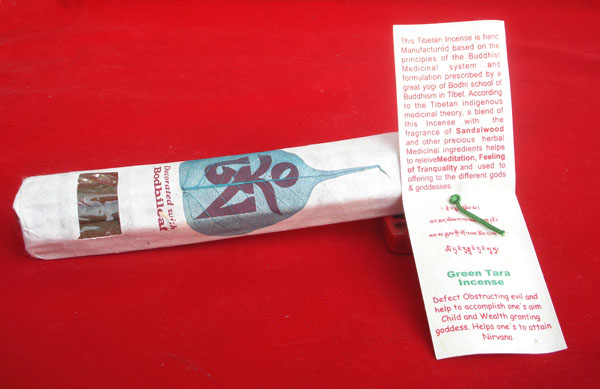 Decorated with
Bodhileaf
This Tibetan Incense is hand
Manufactured based on the
principles of the Buddhist
Medicinal system and
formulation prescribed by a
great yogi of Bodhi school of
Buddhism in Tibet. According
to the Tibetan indigenous
medicinal theory, a blend of
this Incense with the
fragrance of Sandalwood
and other precious herbal
Medicinal ingredients helps
to releiveMeditation, Feeling
of Tranquality and used to
offering to the different gods
& goddesses.
Green Tara
Incense
Defect Obstructing evil and
help to accomplish one's aim
Child and Wealth granting
goddess. Helps one's to attain
Nirvana